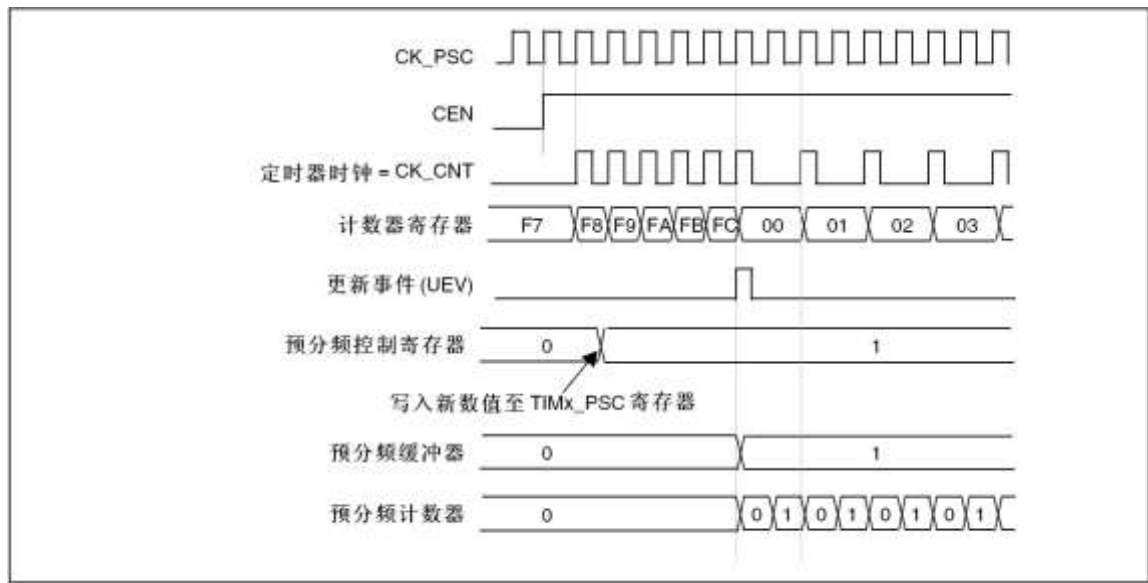 CK_PSC
CEN
定时器时钟 = CK_CNT
计数器寄存器 F7 F8 F9 FA FB FC 00 01 02 03
更新事件(UEV)
预分频控制寄存器 0 1
写入新数值至 TIMx_PSC 寄存器
预分频缓冲器 0 1
预分频计数器 0 0 1 0 1 0 1 0 1